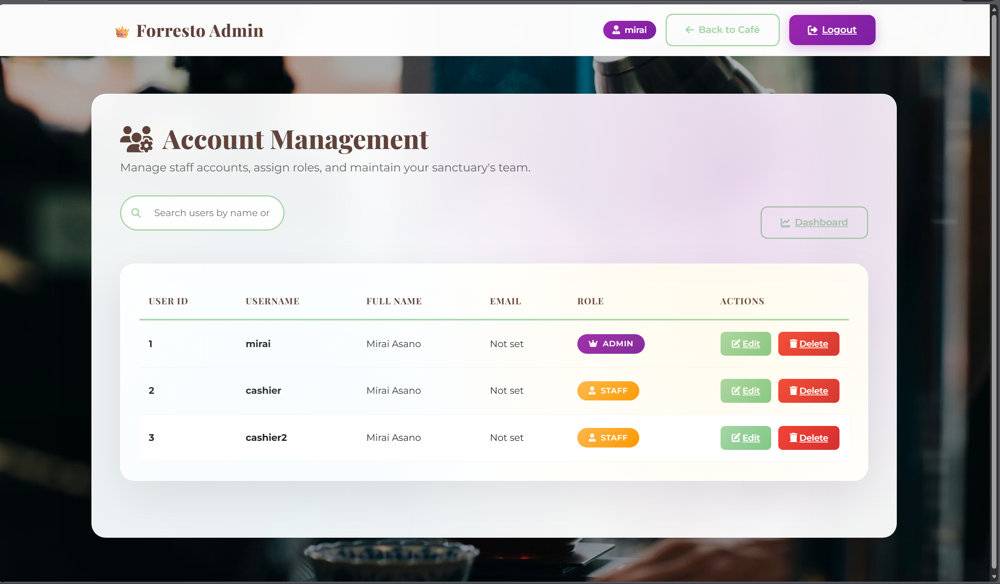 Forresto Admin
mirai
Back to Café
Logout
Account Management
Manage staff accounts, assign roles, and maintain your sanctuary's team.
Search users by name or
Dashboard
USER ID USERNAME FULL NAME EMAIL ROLE ACTIONS
1 mirai Mirai Asano Not set ADMIN Edit Delete
2 cashier Mirai Asano Not set STAFF Edit Delete
3 cashier2 Mirai Asano Not set STAFF Edit Delete